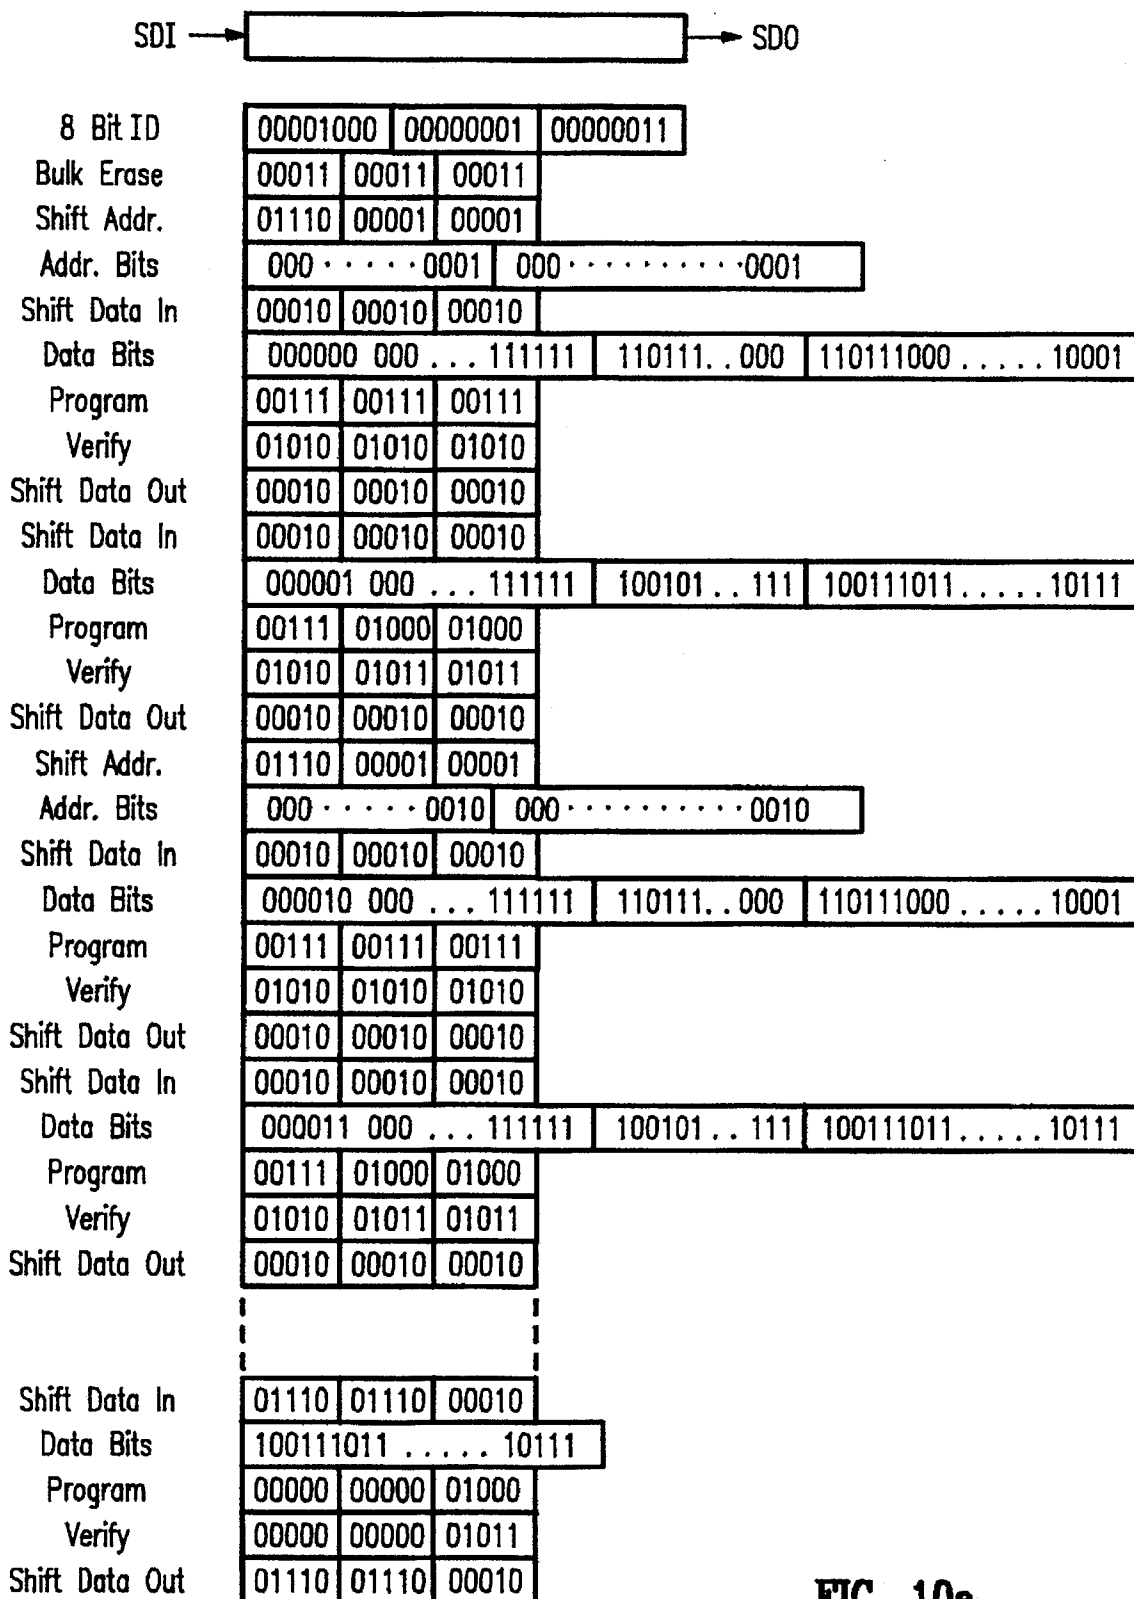 SDI SDO
8 Bit ID 00001000 00000001 00000011
Bulk Erase 00011 00011 00011
Shift Addr. 01110 00001 00001
Addr. Bits 000 · · · · · 0001 000 · · · · · · · · · · 0001
Shift Data In 00010 00010 00010
Data Bits 000000 000 ... 111111 110111..000 110111000 ..... 10001
Program 00111 00111 00111
Verify 01010 01010 01010
Shift Data Out 00010 00010 00010
Shift Data In 00010 00010 00010
Data Bits 000001 000 ... 111111 100101..111 100111011 ..... 10111
Program 00111 01000 01000
Verify 01010 01011 01011
Shift Data Out 00010 00010 00010
Shift Addr. 01110 00001 00001
Addr. Bits 000 · · · · · 0010 000 · · · · · · · · · · 0010
Shift Data In 00010 00010 00010
Data Bits 000010 000 ... 111111 110111..000 110111000 ..... 10001
Program 00111 00111 00111
Verify 01010 01010 01010
Shift Data Out 00010 00010 00010
Shift Data In 00010 00010 00010
Data Bits 000011 000 ... 111111 100101..111 100111011 ..... 10111
Program 00111 01000 01000
Verify 01010 01011 01011
Shift Data Out 00010 00010 00010
Shift Data In 01110 01110 00010
Data Bits 100111011 ..... 10111
Program 00000 00000 01000
Verify 00000 00000 01011
Shift Data Out 01110 01110 00010
FIG. 10a